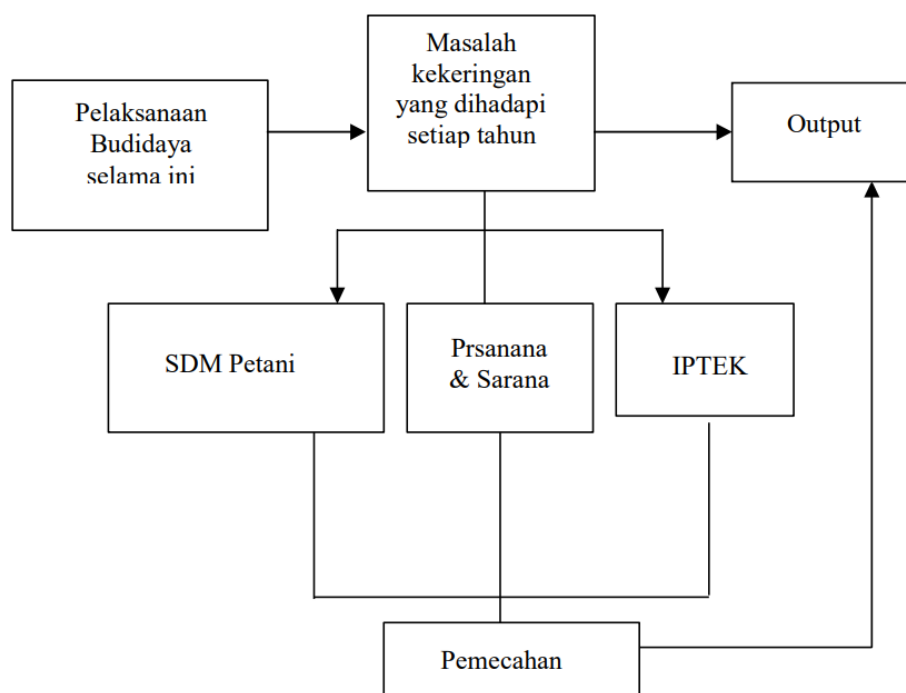 Pelaksanaan
Budidaya
selama ini
Masalah
kekeringan
yang dihadapi
setiap tahun
Output
SDM Petani
Prsanana
& Sarana
IPTEK
Pemecahan